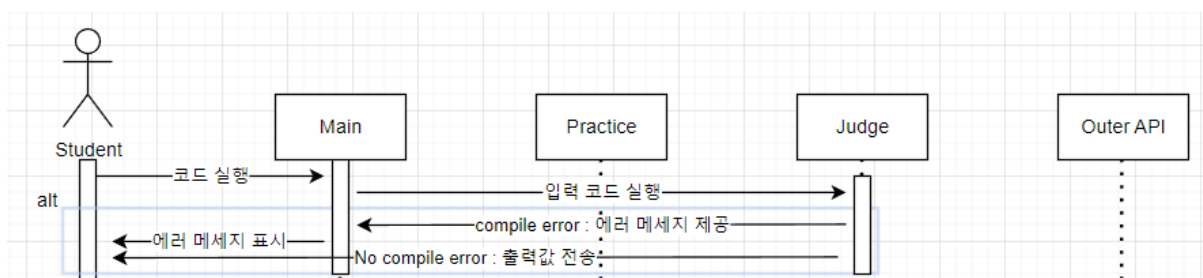 Student
Main
Practice
Judge
Outer API
코드 실행
alt
입력 코드 실행
compile error : 에러 메세지 제공
에러 메세지 표시
No compile error : 출력값 전송